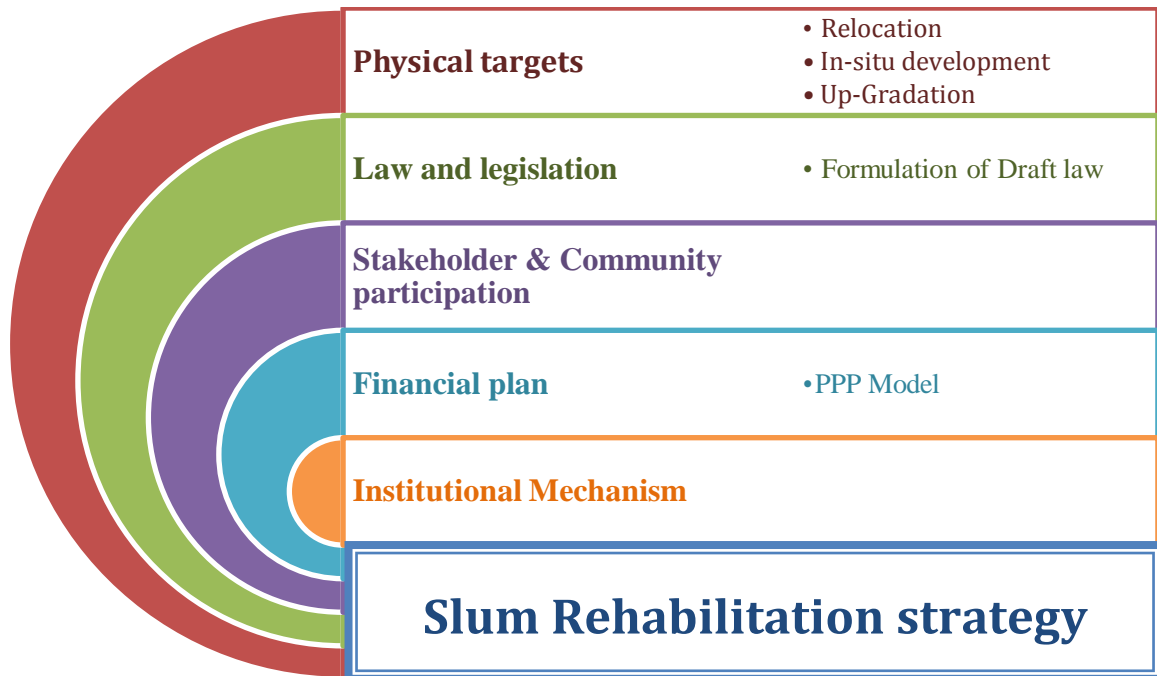 Physical targets
• Relocation
• In-situ development
• Up-Gradation
Law and legislation
• Formulation of Draft law
Stakeholder & Community
participation
Financial plan
•PPP Model
Institutional Mechanism
Slum Rehabilitation strategy